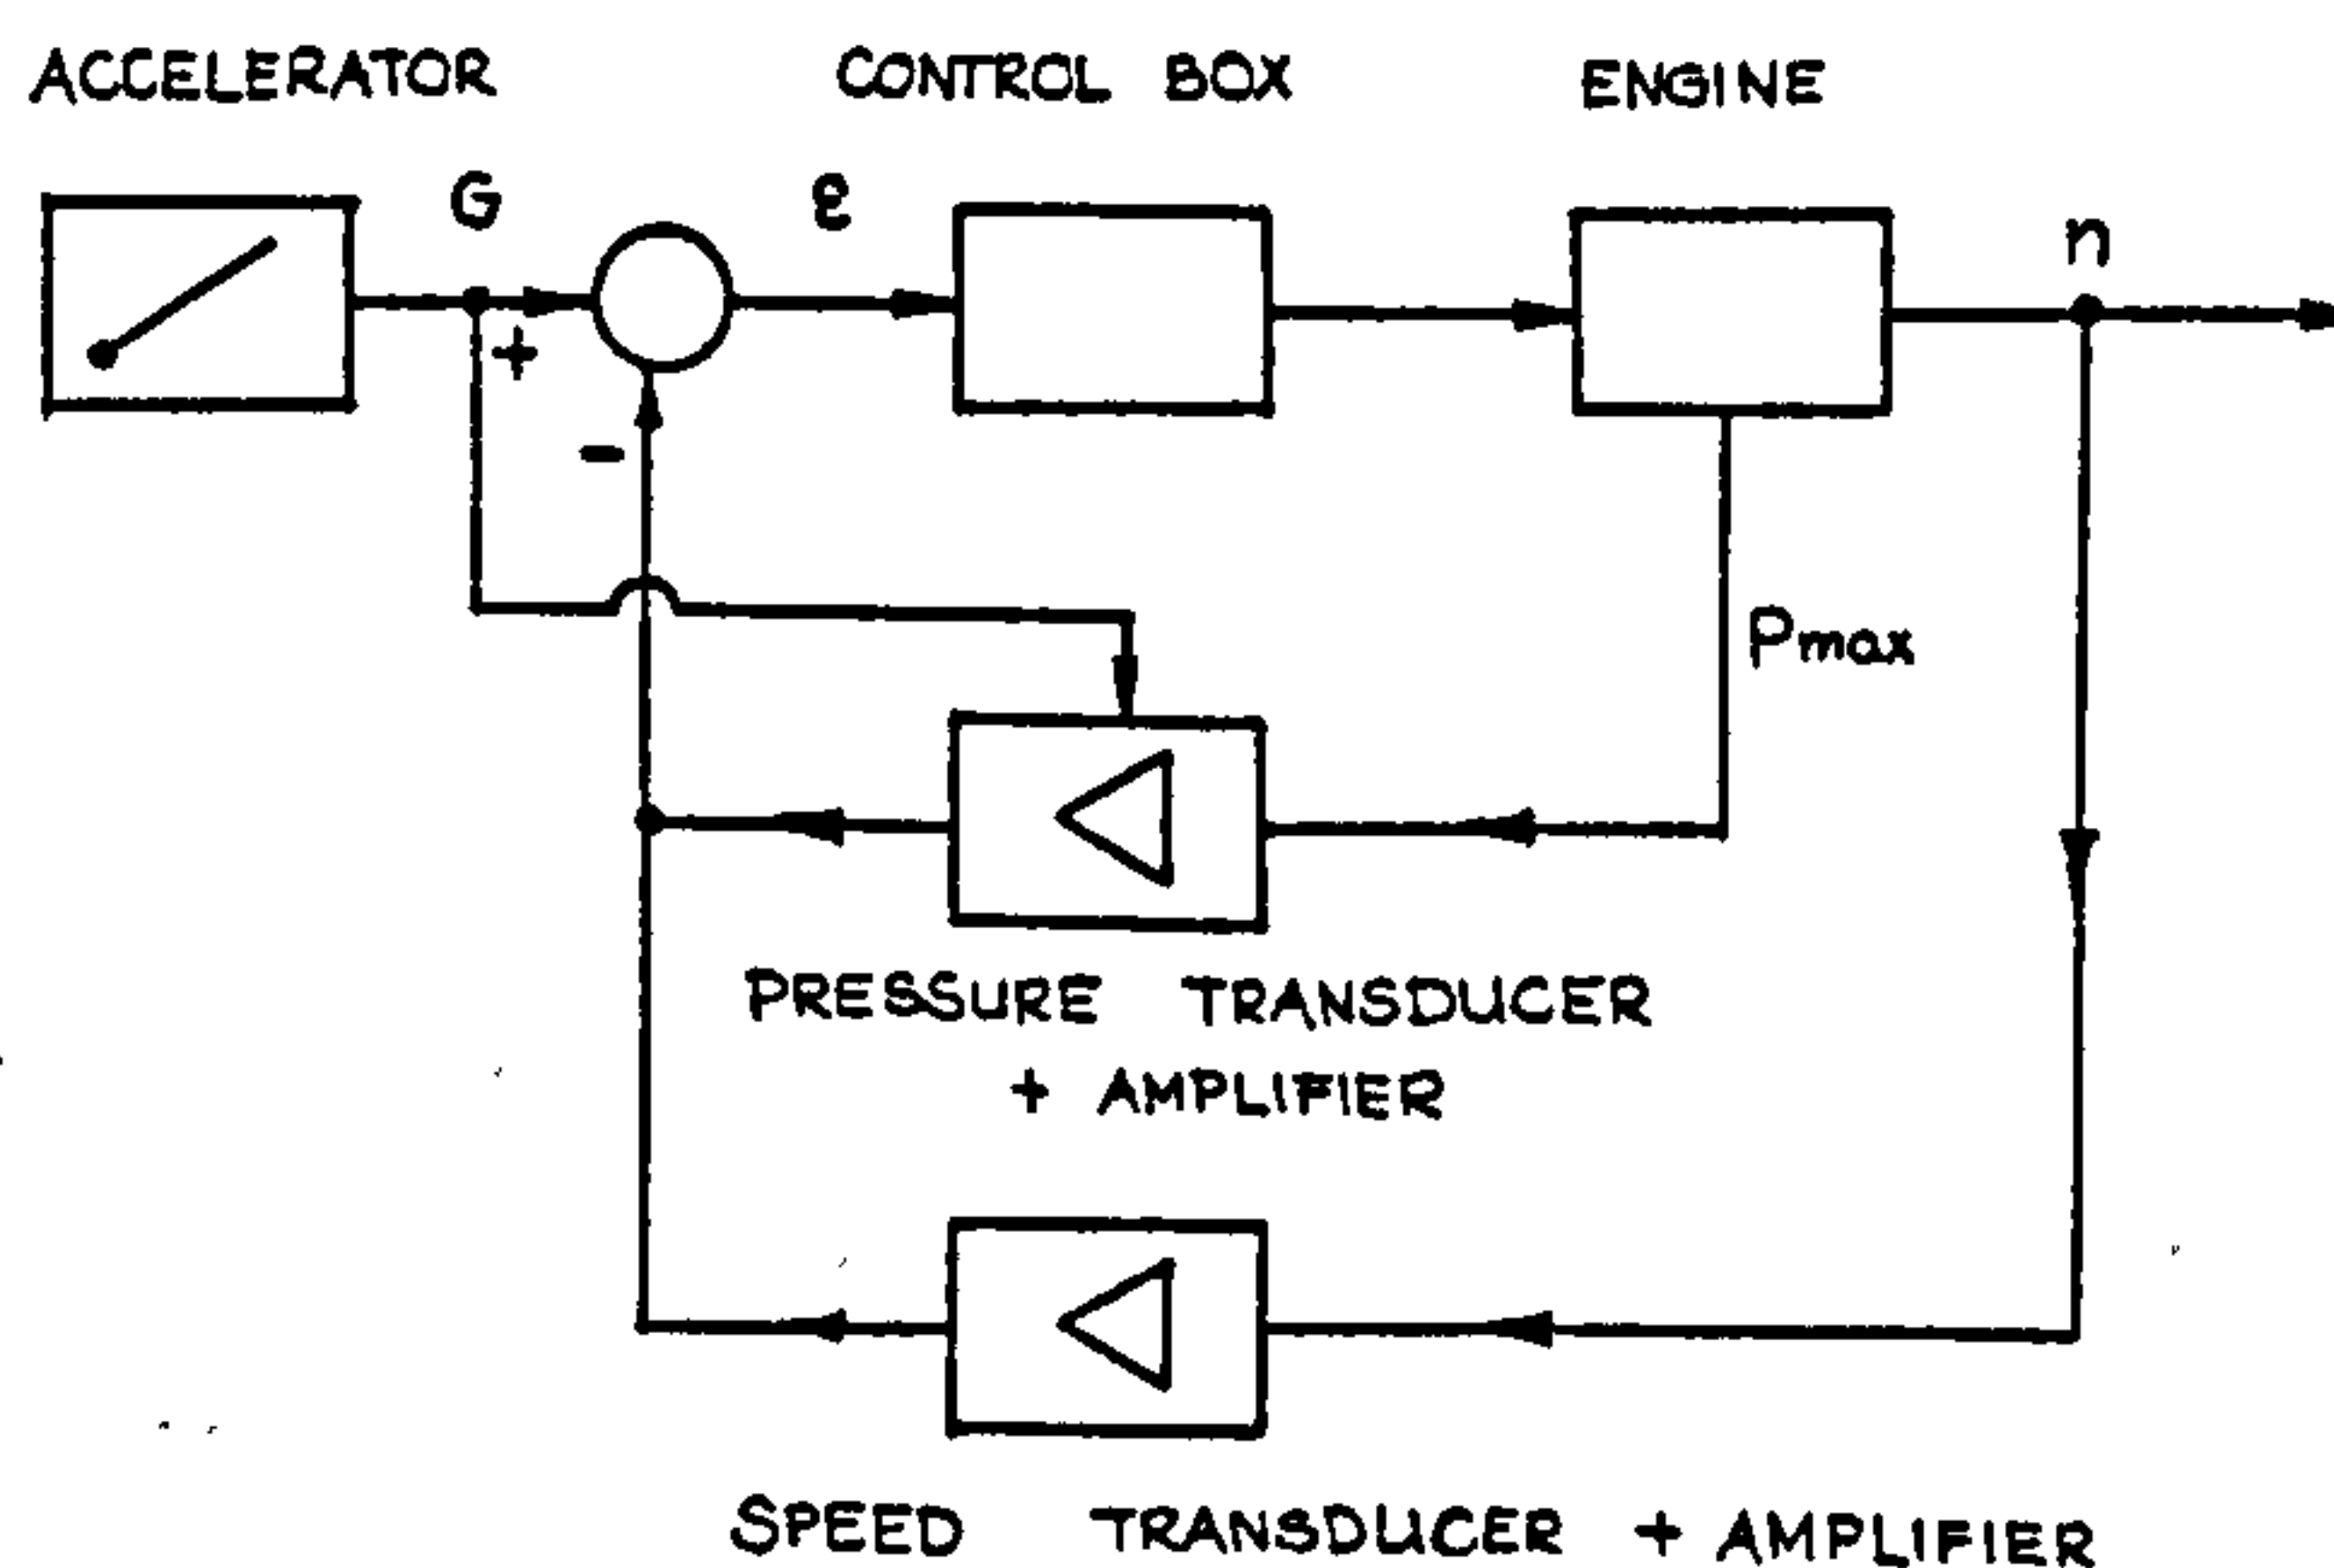 ACCELERATOR CONTROL BOX ENGINE
G ε n
+
-
Pmax
PRESSURE TRANSDUCER
+ AMPLIFIER
SPEED TRANSDUCER + AMPLIFIER